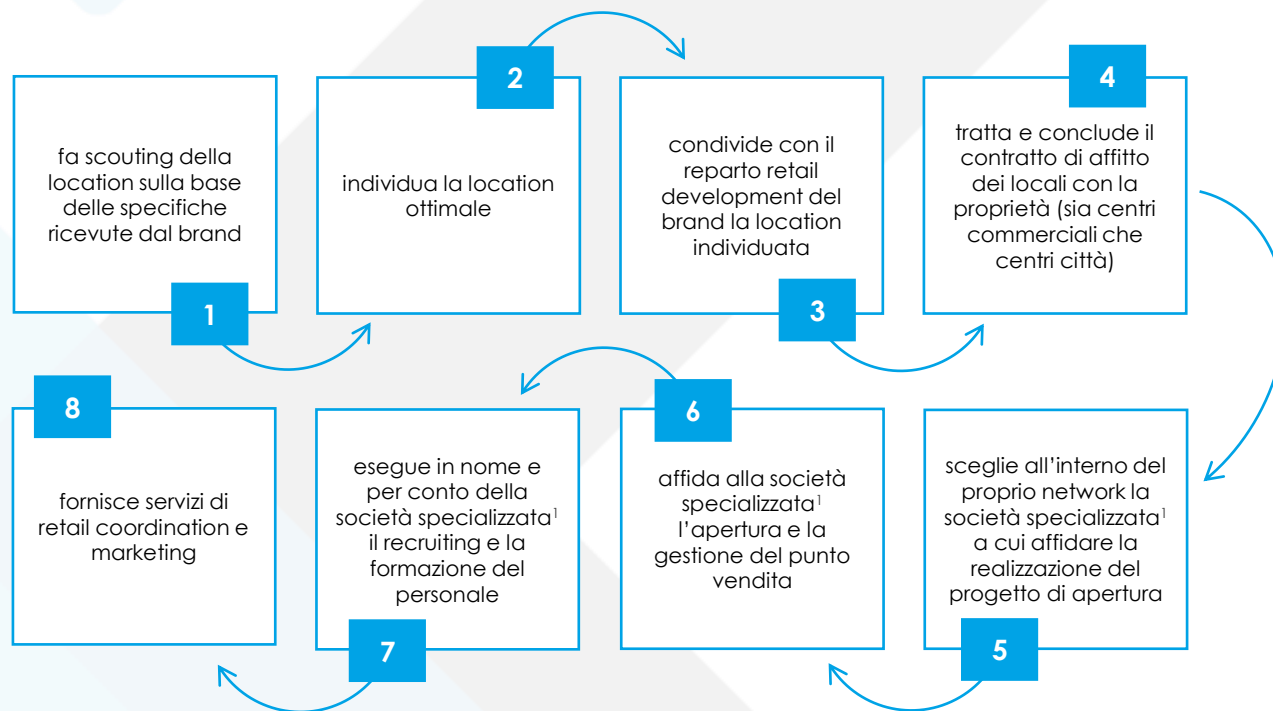 1
fa scouting della
location sulla base
delle specifiche
ricevute dal brand
2
individua la location
ottimale
3
condivide con il
reparto retail
development del
brand la location
individuata
4
tratta e conclude il
contratto di affitto
dei locali con la
proprietà (sia centri
commerciali che
centri città)
5
sceglie all’interno del
proprio network la
società specializzata¹
a cui affidare la
realizzazione del
progetto di apertura
6
affida alla società
specializzata¹
l’apertura e la
gestione del punto
vendita
7
esegue in nome e
per conto della
società specializzata¹
il recruiting e la
formazione del
personale
8
fornisce servizi di
retail coordination e
marketing